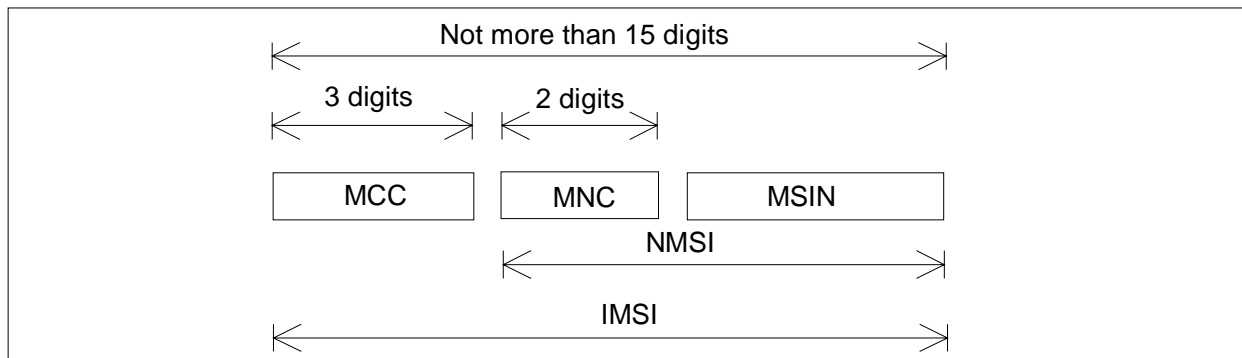 Not more than 15 digits
3 digits 2 digits
MCC MNC MSIN
NMSI
IMSI